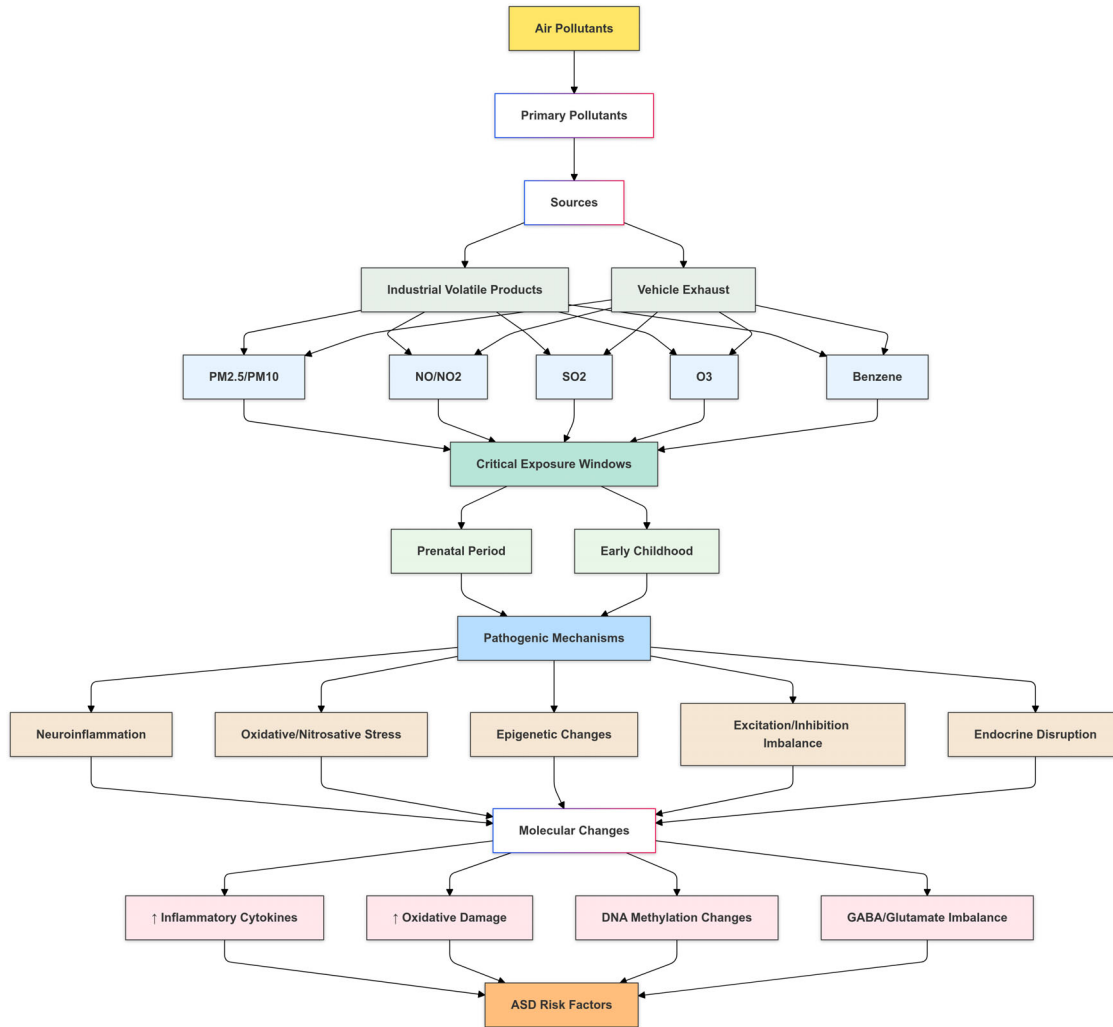 Air Pollutants
Primary Pollutants
Sources
Industrial Volatile Products
Vehicle Exhaust
PM2.5/PM10
NO/NO2
SO2
O3
Benzene
Critical Exposure Windows
Prenatal Period
Early Childhood
Pathogenic Mechanisms
Neuroinflammation
Oxidative/Nitrosative Stress
Epigenetic Changes
Excitation/Inhibition
Imbalance
Endocrine Disruption
Molecular Changes
↑ Inflammatory Cytokines
↑ Oxidative Damage
DNA Methylation Changes
GABA/Glutamate Imbalance
ASD Risk Factors